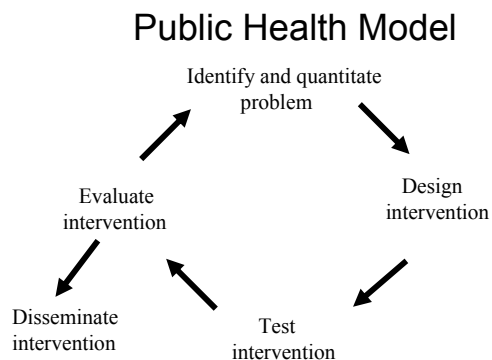 Public Health Model
Identify and quantitate
problem
Design
intervention
Test
intervention
Evaluate
intervention
Disseminate
intervention